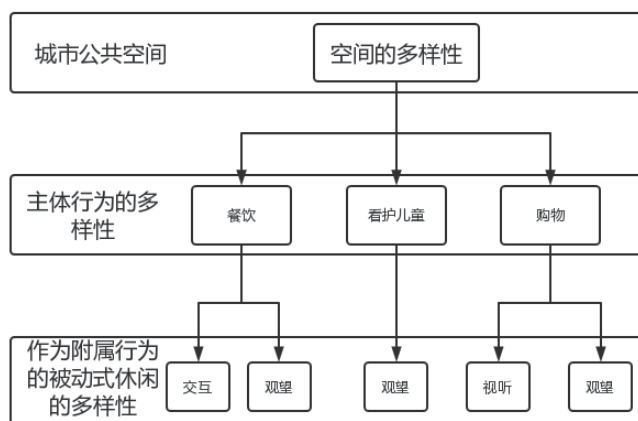 城市公共空间
空间的多样性
主体行为的多
样性
餐饮
看护儿童
购物
作为附属行为
的被动式休闲
的多样性
交互
观望
观望
视听
观望